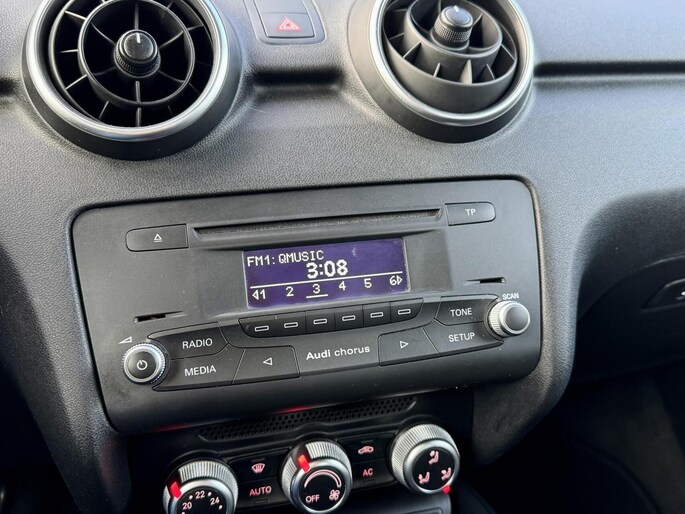 TP
FM1: QMUSIC
3:08
1 2 3 4 5 6
SCAN
RADIO
TONE
MEDIA
Audi chorus
SETUP
AUTO
AC
20 22 24
OFF